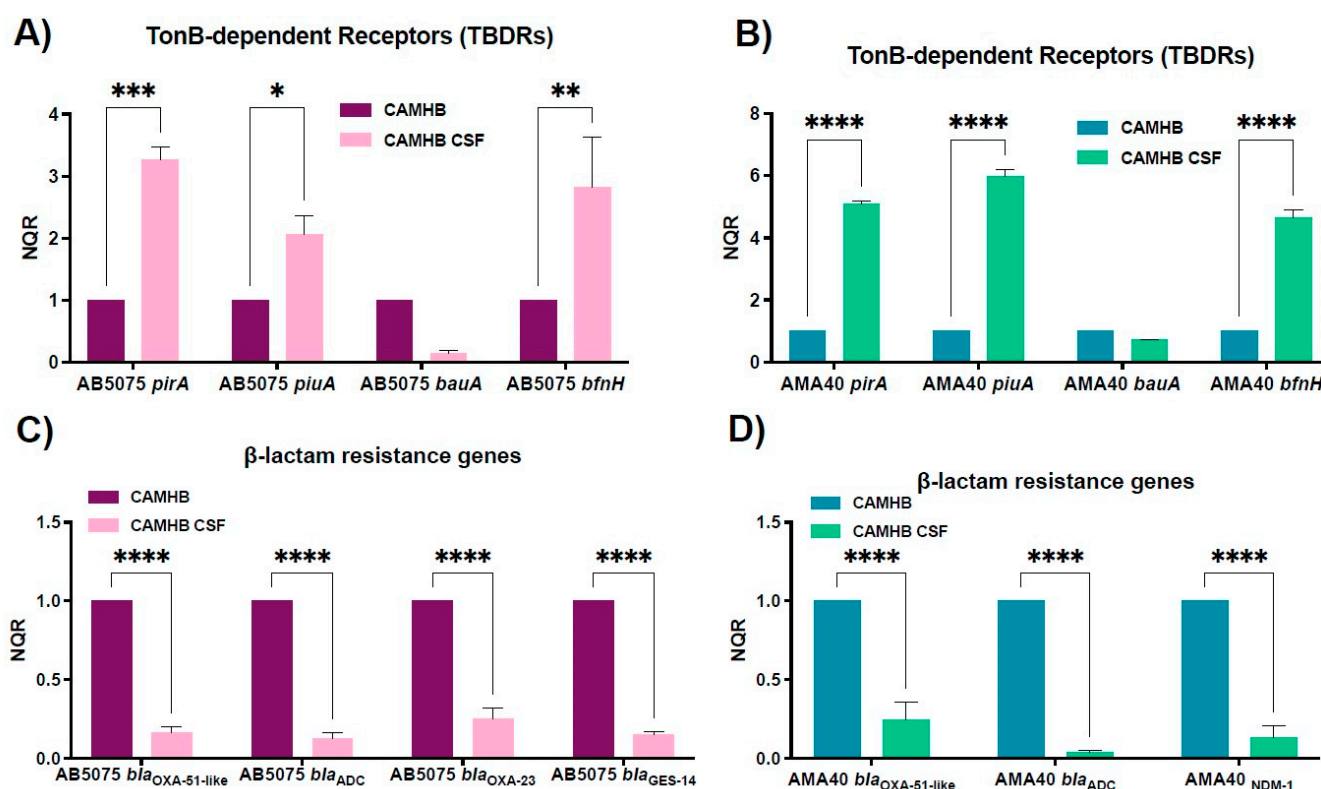 A)
TonB-dependent Receptors (TBDRs)
*** * **
CAMHB
CAMHB CSF
NQR
4
3
2
1
0
AB5075 pirA AB5075 piuA AB5075 bauA AB5075 bfnH
B)
TonB-dependent Receptors (TBDRs)
**** **** ****
CAMHB
CAMHB CSF
NQR
8
6
4
2
0
AMA40 pirA AMA40 piuA AMA40 bauA AMA40 bfnH
C)
β-lactam resistance genes
CAMHB
CAMHB CSF
**** **** **** ****
NQR
1.5
1.0
0.5
0.0
AB5075 blaOXA-51-like AB5075 blaADC AB5075 blaOXA-23 AB5075 blaGES-14
D)
β-lactam resistance genes
CAMHB
CAMHB CSF
**** **** ****
NQR
1.5
1.0
0.5
0.0
AMA40 blaOXA-51-like AMA40 blaADC AMA40 NDM-1